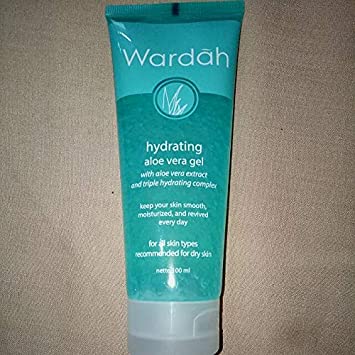 Wardah
hydrating
aloe vera gel
with aloe vera extract
and triple hydrating complex
keep your skin smooth,
moisturized, and revived
every day
for all skin types
recommended for dry skin
netto 100 ml